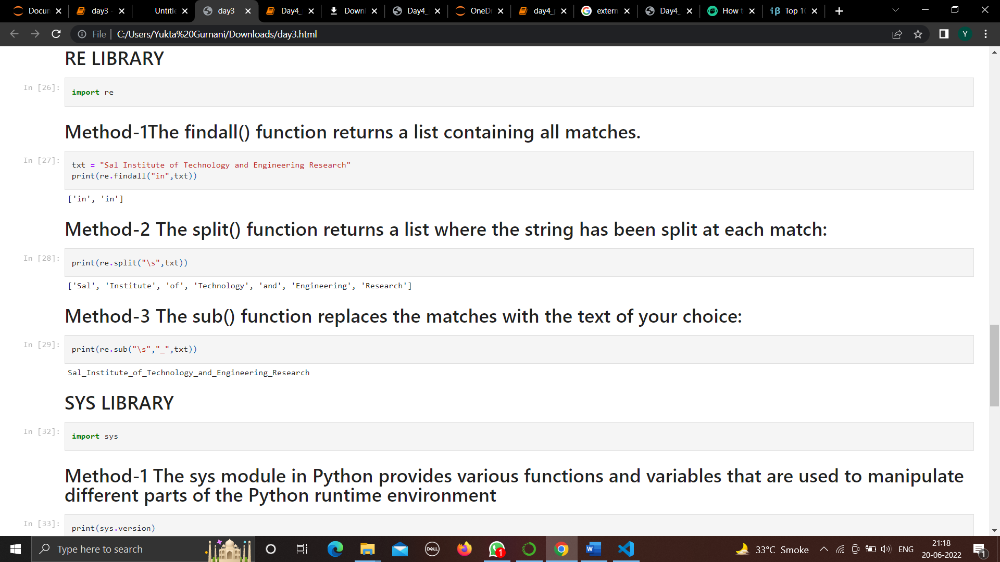 Docum
day3 -
Untitle
day3
Day4_
Downl
Day4_
OneDr
day4_p
extern
Day4_
How t
Top 10
File | C:/Users/Yukta%20Gurnani/Downloads/day3.html
Y
RE LIBRARY
In [26]:
import re
Method-1The findall() function returns a list containing all matches.
In [27]:
txt = "Sal Institute of Technology and Engineering Research"
print(re.findall("in",txt))
['in', 'in']
Method-2 The split() function returns a list where the string has been split at each match:
In [28]:
print(re.split("\s",txt))
['Sal', 'Institute', 'of', 'Technology', 'and', 'Engineering', 'Research']
Method-3 The sub() function replaces the matches with the text of your choice:
In [29]:
print(re.sub("\s","_",txt))
Sal_Institute_of_Technology_and_Engineering_Research
SYS LIBRARY
In [32]:
import sys
Method-1 The sys module in Python provides various functions and variables that are used to manipulate
different parts of the Python runtime environment
In [33]:
print(sys.version)
Type here to search
DELL
1
W
33°C Smoke
ENG
21:18
20-06-2022
1